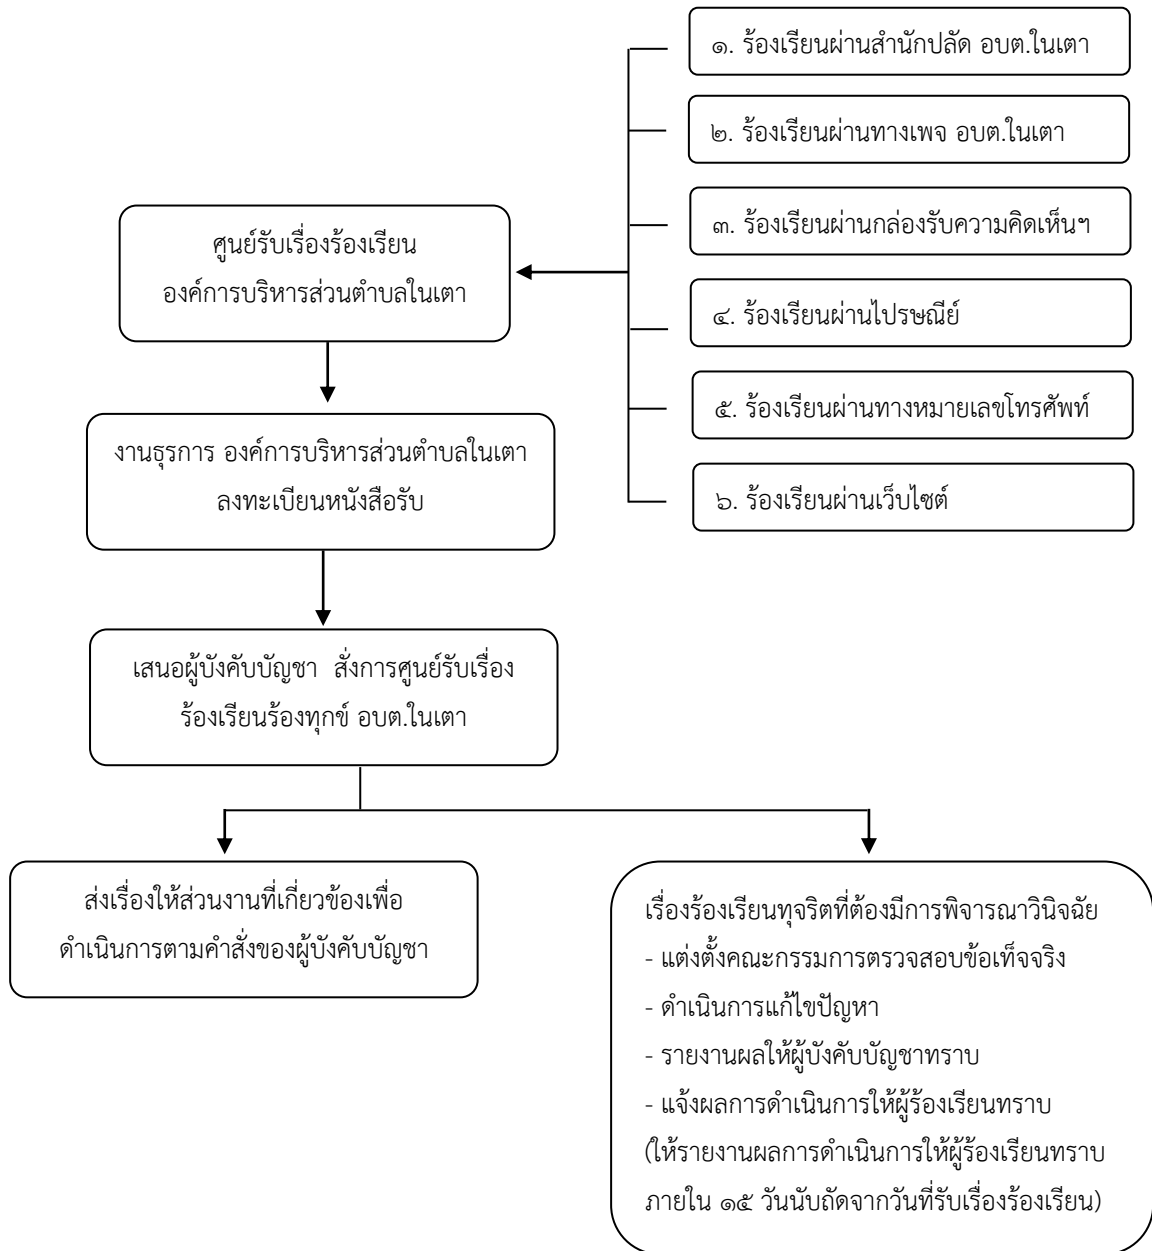 ๑. ร้องเรียนผ่านสำนักปลัด อบต.ในเตา
๒. ร้องเรียนผ่านทางเพจ อบต.ในเตา
๓. ร้องเรียนผ่านกล่องรับความคิดเห็นฯ
๔. ร้องเรียนผ่านไปรษณีย์
๕. ร้องเรียนผ่านทางหมายเลขโทรศัพท์
๖. ร้องเรียนผ่านเว็บไซต์
ศูนย์รับเรื่องร้องเรียน
องค์การบริหารส่วนตำบลในเตา
งานธุรการ องค์การบริหารส่วนตำบลในเตา
ลงทะเบียนหนังสือรับ
เสนอผู้บังคับบัญชา สั่งการศูนย์รับเรื่อง
ร้องเรียนร้องทุกข์ อบต.ในเตา
ส่งเรื่องให้ส่วนงานที่เกี่ยวข้องเพื่อ
ดำเนินการตามคำสั่งของผู้บังคับบัญชา
เรื่องร้องเรียนทุจริตที่ต้องมีการพิจารณาวินิจฉัย
- แต่งตั้งคณะกรรมการตรวจสอบข้อเท็จจริง
- ดำเนินการแก้ไขปัญหา
- รายงานผลให้ผู้บังคับบัญชาทราบ
- แจ้งผลการดำเนินการให้ผู้ร้องเรียนทราบ
(ให้รายงานผลการดำเนินการให้ผู้ร้องเรียนทราบ
ภายใน ๑๕ วันนับถัดจากวันที่รับเรื่องร้องเรียน)